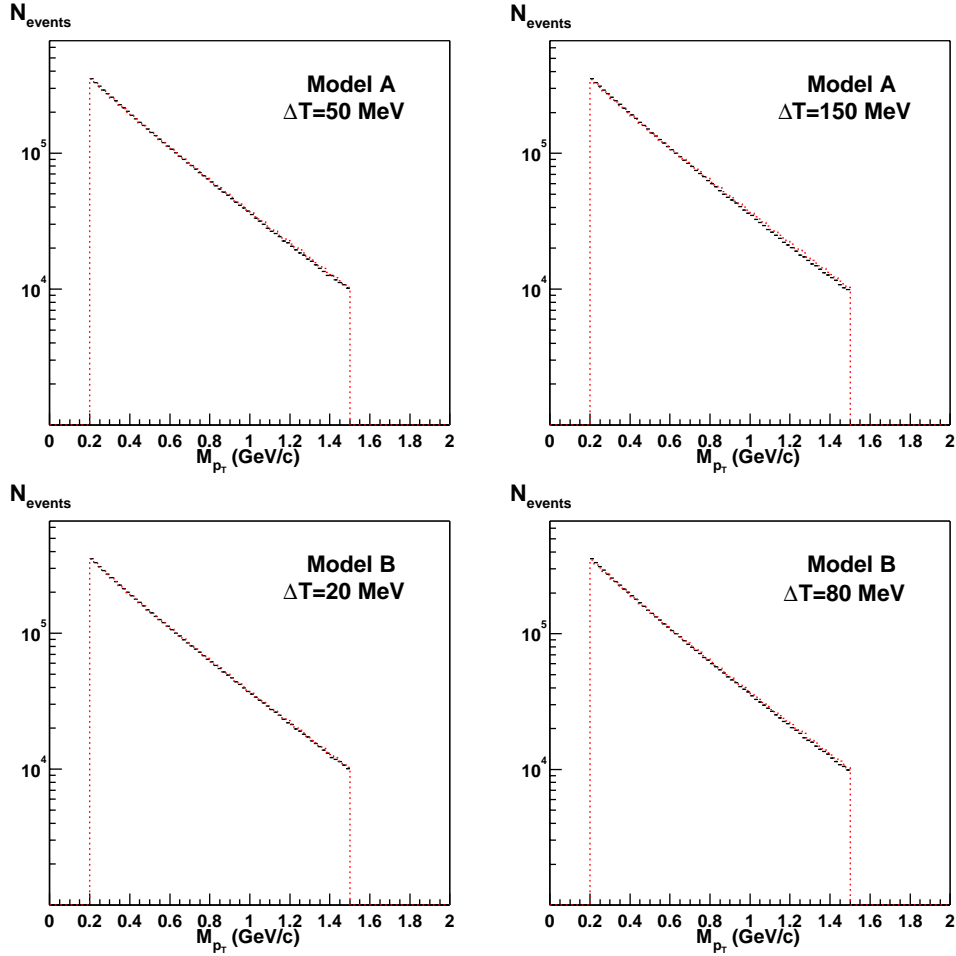 N_events
Model A
ΔT=50 MeV
10^5
10^4
0 0.2 0.4 0.6 0.8 1 1.2 1.4 1.6 1.8 2
M_pT (GeV/c)
N_events
Model A
ΔT=150 MeV
10^5
10^4
0 0.2 0.4 0.6 0.8 1 1.2 1.4 1.6 1.8 2
M_pT (GeV/c)
N_events
Model B
ΔT=20 MeV
10^5
10^4
0 0.2 0.4 0.6 0.8 1 1.2 1.4 1.6 1.8 2
M_pT (GeV/c)
N_events
Model B
ΔT=80 MeV
10^5
10^4
0 0.2 0.4 0.6 0.8 1 1.2 1.4 1.6 1.8 2
M_pT (GeV/c)